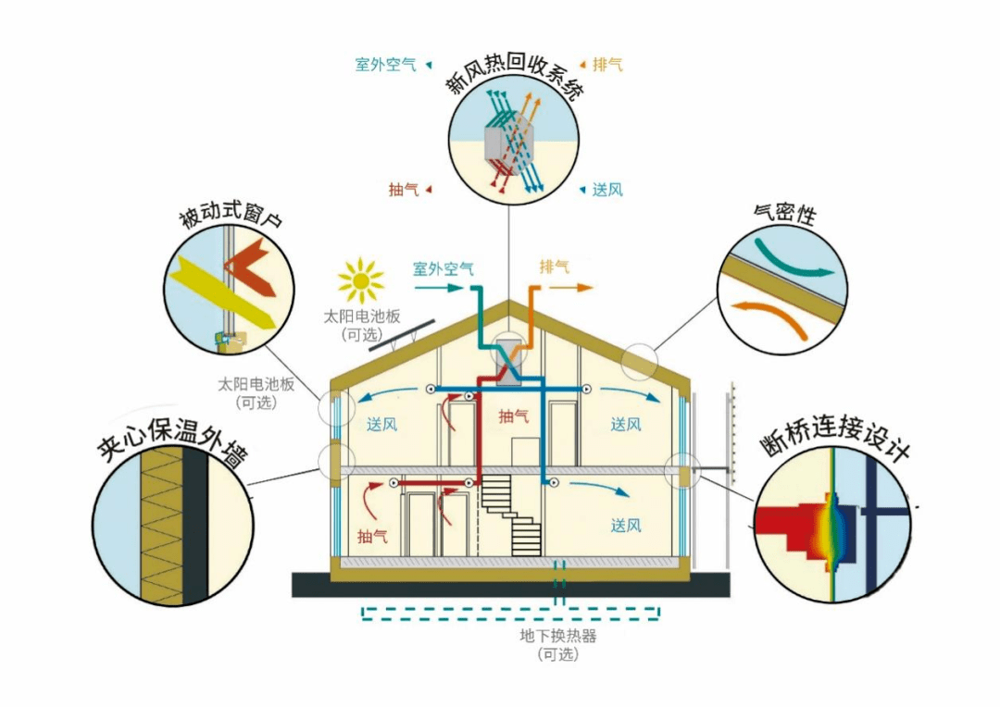 室外空气
新风热回收系统
排气
抽气
送风
被动式窗户
气密性
室外空气
排气
太阳电池板
(可选)
太阳电池板
(可选)
送风
抽气
送风
夹心保温外墙
断桥连接设计
抽气
送风
地下换热器
(可选)